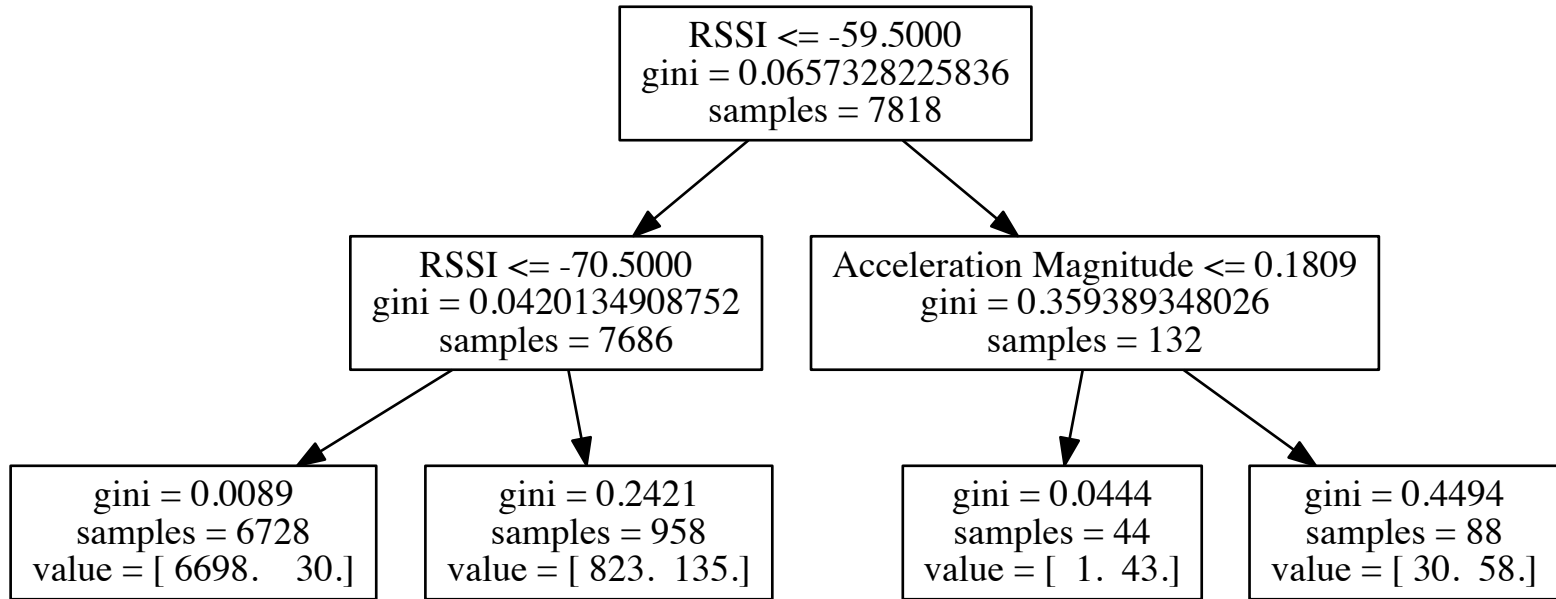 RSSI <= -59.5000
gini = 0.0657328225836
samples = 7818
RSSI <= -70.5000
gini = 0.0420134908752
samples = 7686
Acceleration Magnitude <= 0.1809
gini = 0.359389348026
samples = 132
gini = 0.0089
samples = 6728
value = [ 6698.    30.]
gini = 0.2421
samples = 958
value = [ 823.  135.]
gini = 0.0444
samples = 44
value = [  1.  43.]
gini = 0.4494
samples = 88
value = [ 30.  58.]